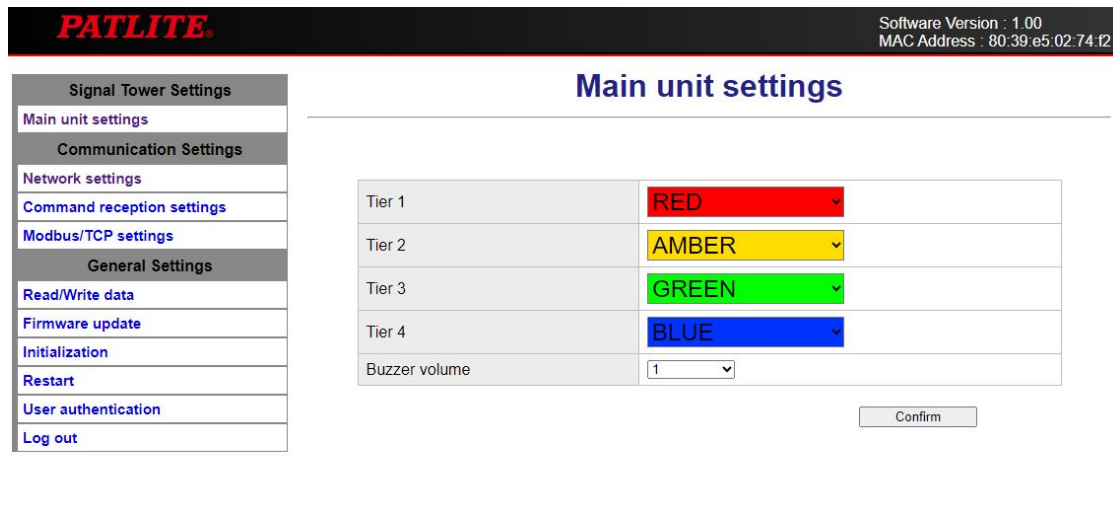 PATLITE®
Software Version : 1.00
MAC Address : 80:39:e5:02:74:f2
Signal Tower Settings
Main unit settings
Communication Settings
Network settings
Command reception settings
Modbus/TCP settings
General Settings
Read/Write data
Firmware update
Initialization
Restart
User authentication
Log out
Main unit settings
Tier 1 RED
Tier 2 AMBER
Tier 3 GREEN
Tier 4 BLUE
Buzzer volume 1
Confirm